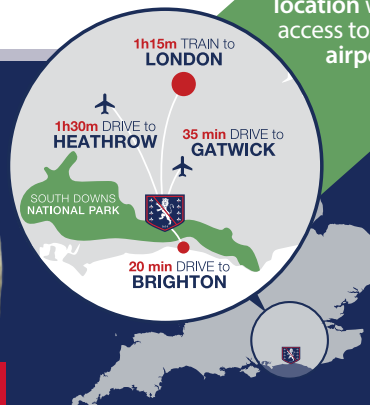 location
access to
airpo
1h15m TRAIN to
LONDON
1h30m DRIVE to
HEATHROW
35 min DRIVE to
GATWICK
SOUTH DOWNS
NATIONAL PARK
20 min DRIVE to
BRIGHTON